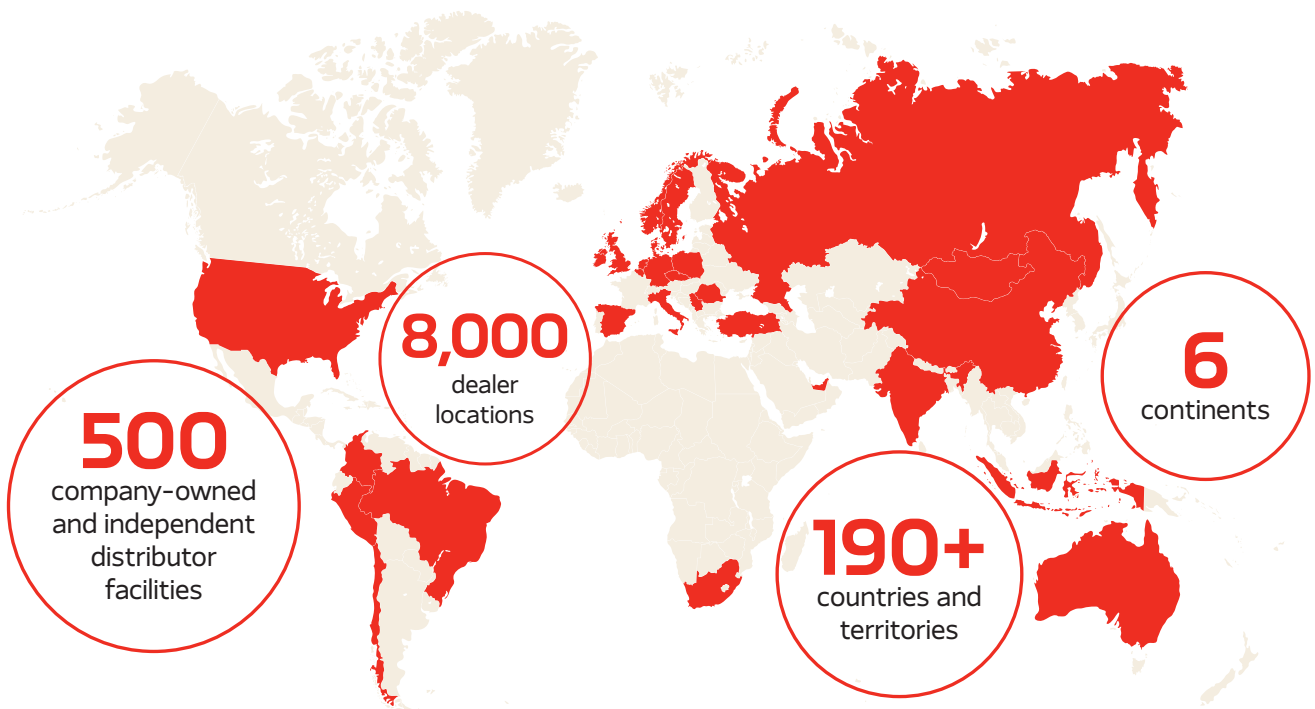 8,000
dealer
locations
6
continents
500
company-owned
and independent
distributor
facilities
190+
countries and
territories